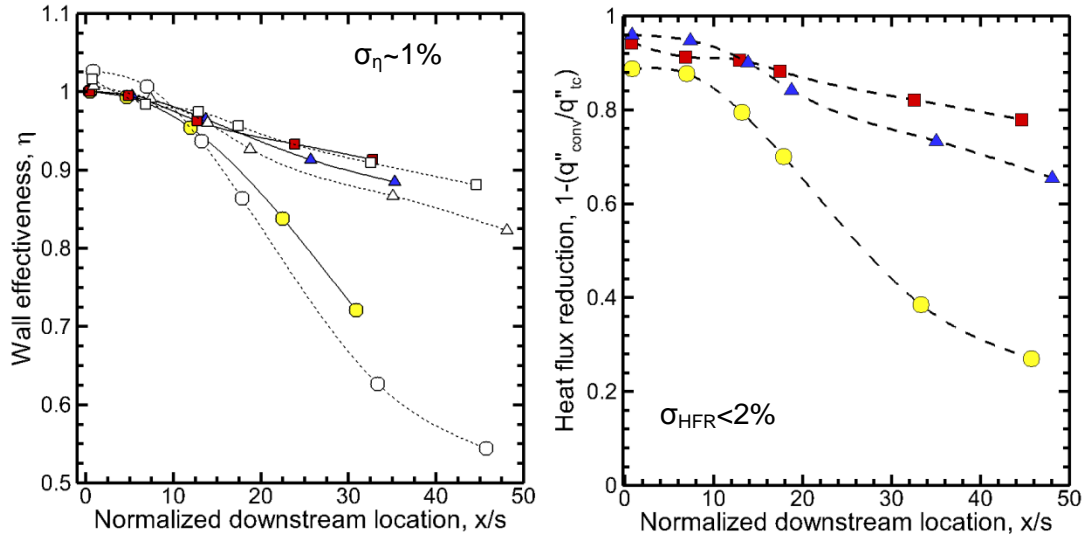 1.1
1
0.9
0.8
0.7
0.6
0.5
Wall effectiveness, η
ση~1%
0 10 20 30 40 50
Normalized downstream location, x/s
1
0.8
0.6
0.4
0.2
0
Heat flux reduction, 1-(q"conv/q"tc)
σHFR<2%
0 10 20 30 40 50
Normalized downstream location, x/s